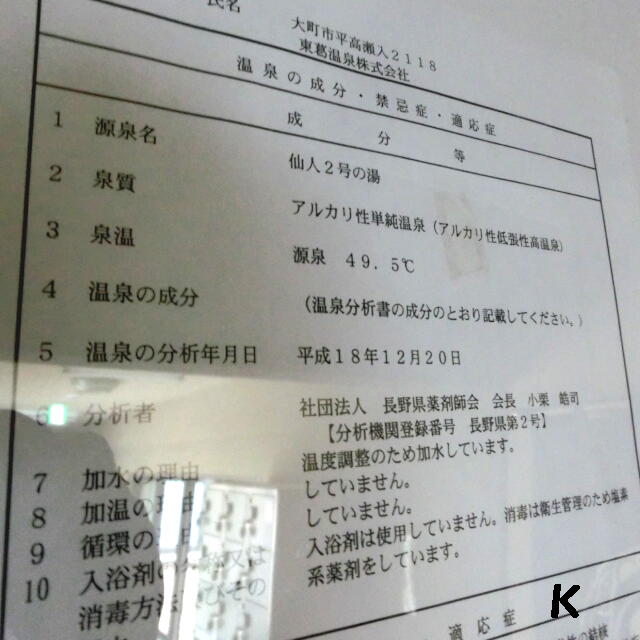 氏名
大町市平高瀬入2118
東葛温泉株式会社
温泉の成分・禁忌症・適応症
成 分 等
1 源泉名 仙人2号の湯
2 泉質 アルカリ性単純温泉(アルカリ性低張性高温泉)
3 泉温 源泉 49.5℃
4 温泉の成分 (温泉分析書の成分のとおり記載してください。)
5 温泉の分析年月日 平成18年12月20日
6 分析者 社団法人 長野県薬剤師会 会長 小栗 皓司
【分析機関登録番号 長野県第2号】
7 加水の理由 温度調整のため加水しています。
8 加温の理由 していません。
9 循環の していません。
10 入浴剤の 又は 入浴剤は使用していません。消毒は衛生管理のため塩素
消毒方法 その 系薬剤をしています。
適応症
K